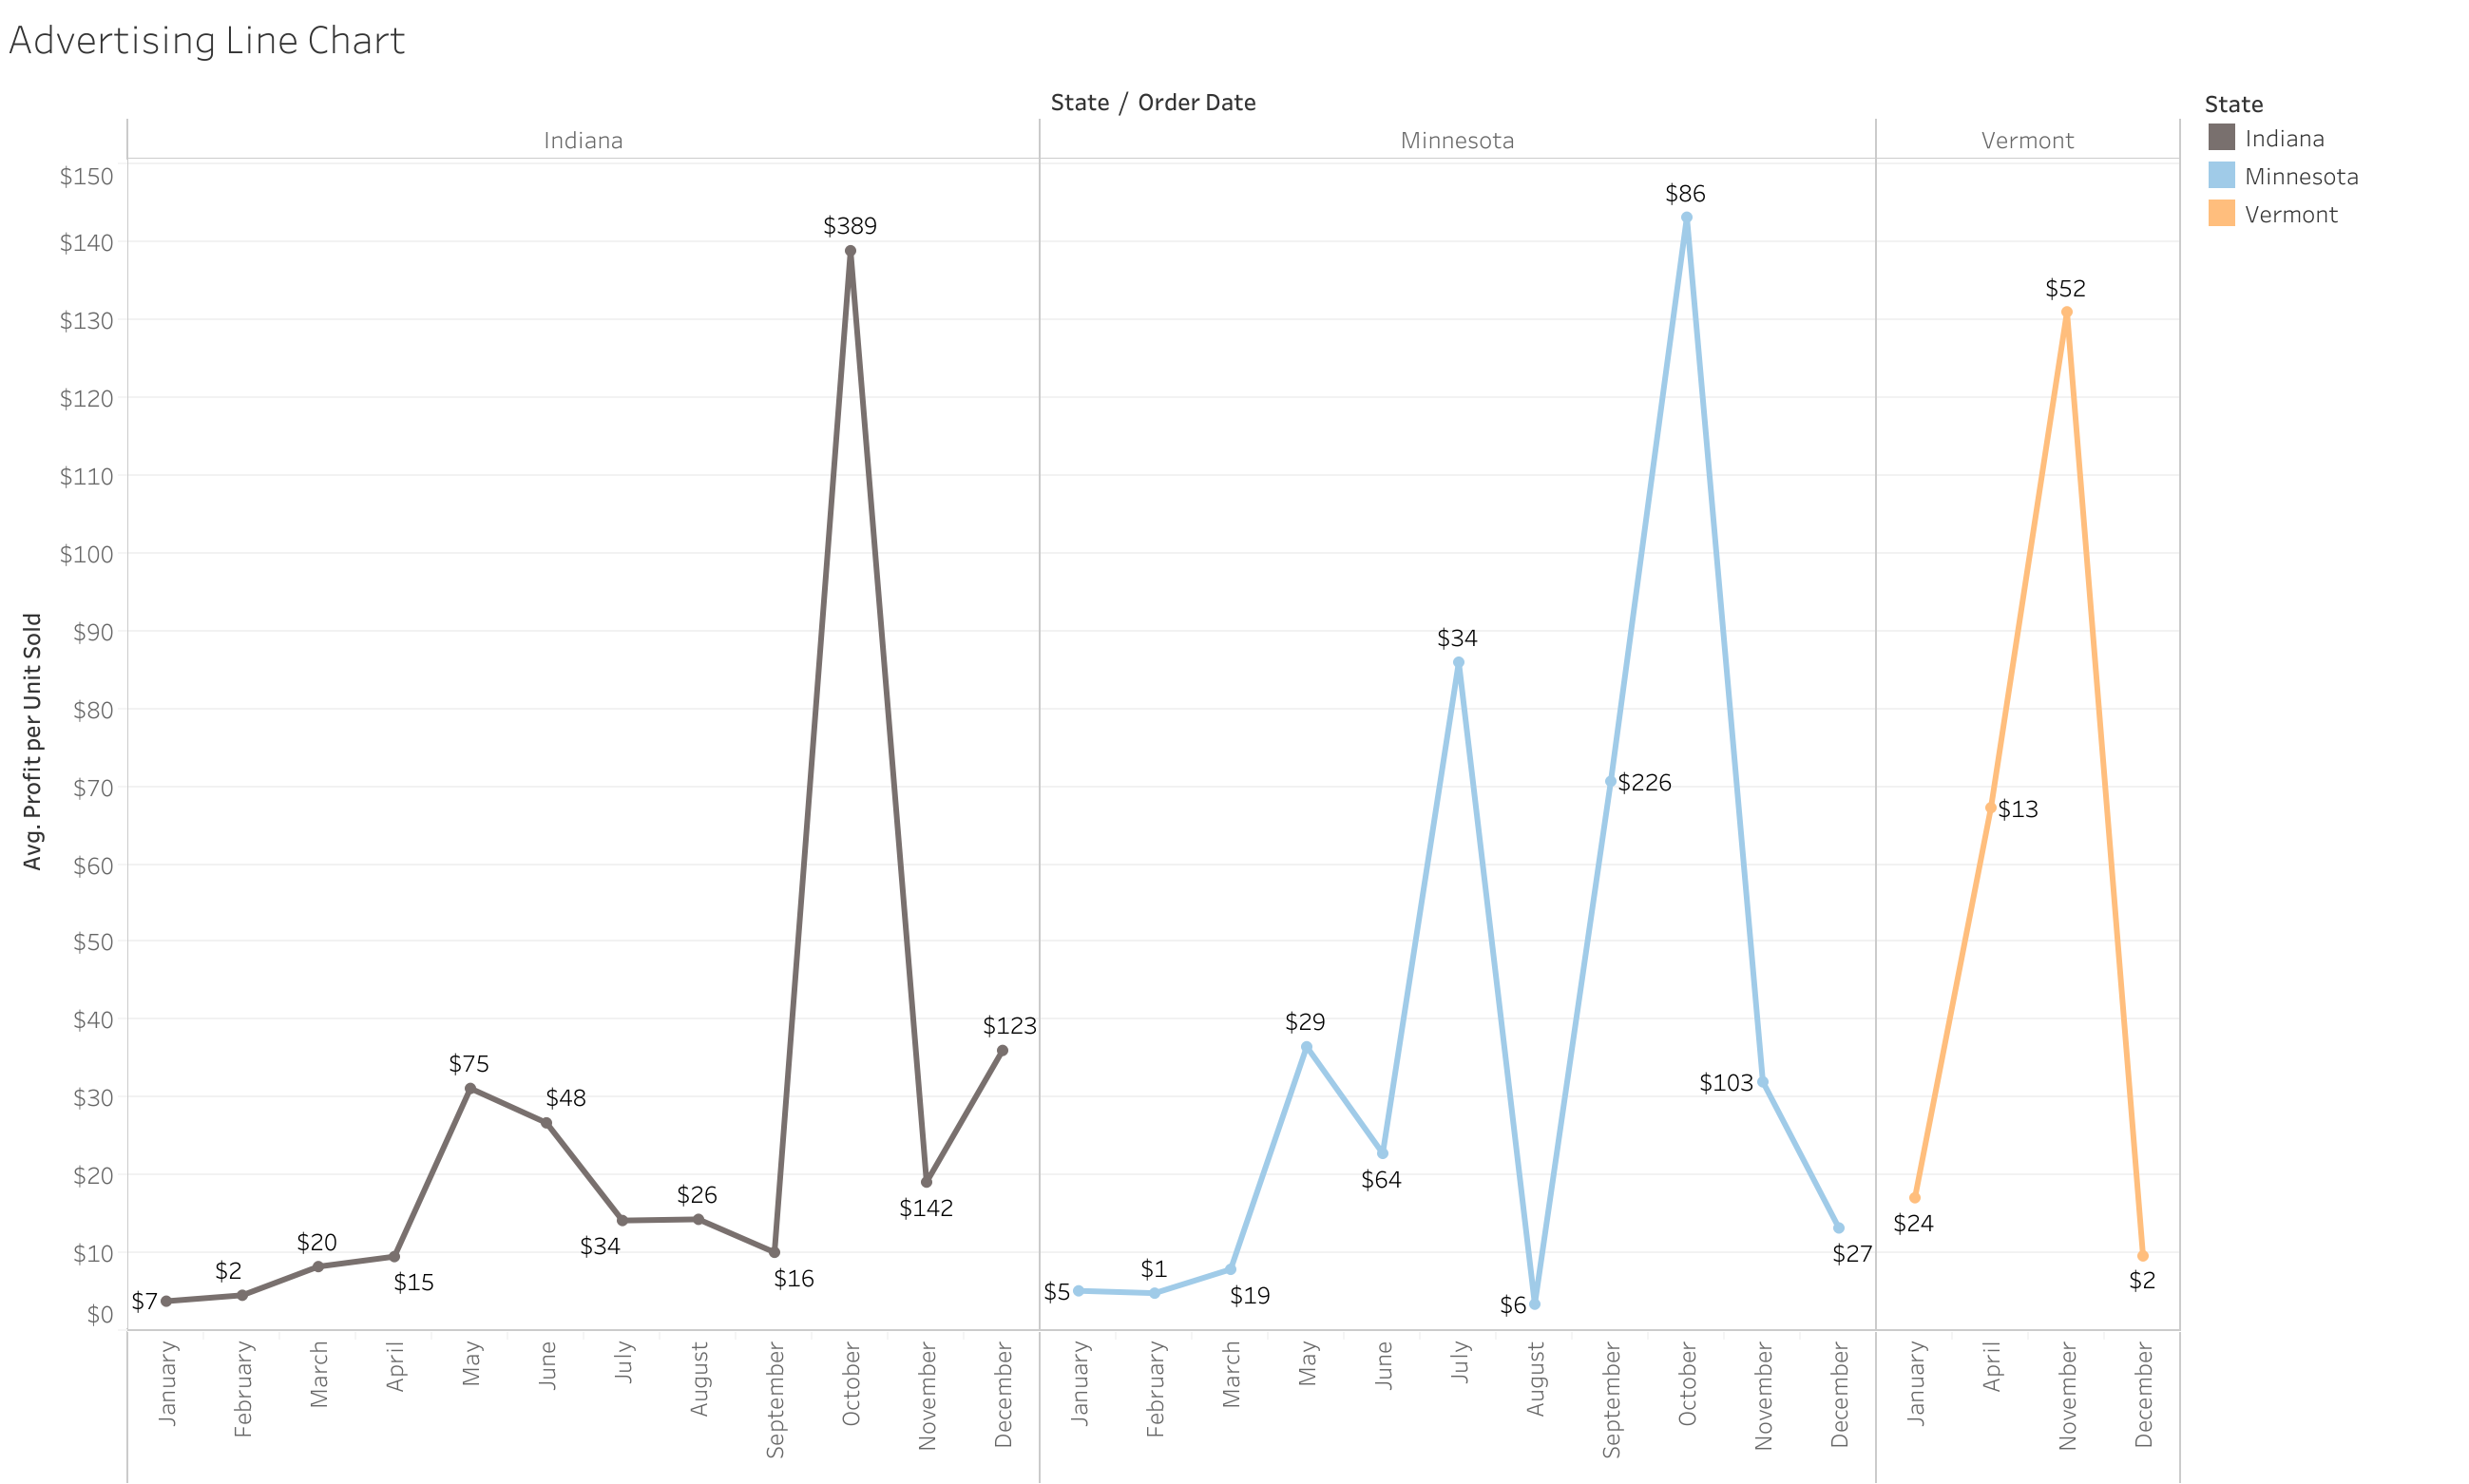 Advertising Line Chart
State / Order Date
Indiana
Minnesota
Vermont
State
Indiana
Minnesota
Vermont
Avg. Profit per Unit Sold
$150
$140
$130
$120
$110
$100
$90
$80
$70
$60
$50
$40
$30
$20
$10
$0
$7
$2
$20
$15
$75
$48
$34
$26
$16
$389
$142
$123
$5
$1
$19
$29
$64
$34
$6
$226
$86
$103
$27
$24
$13
$52
$2
January
February
March
April
May
June
July
August
September
October
November
December
January
February
March
May
June
July
August
September
October
November
December
January
April
November
December